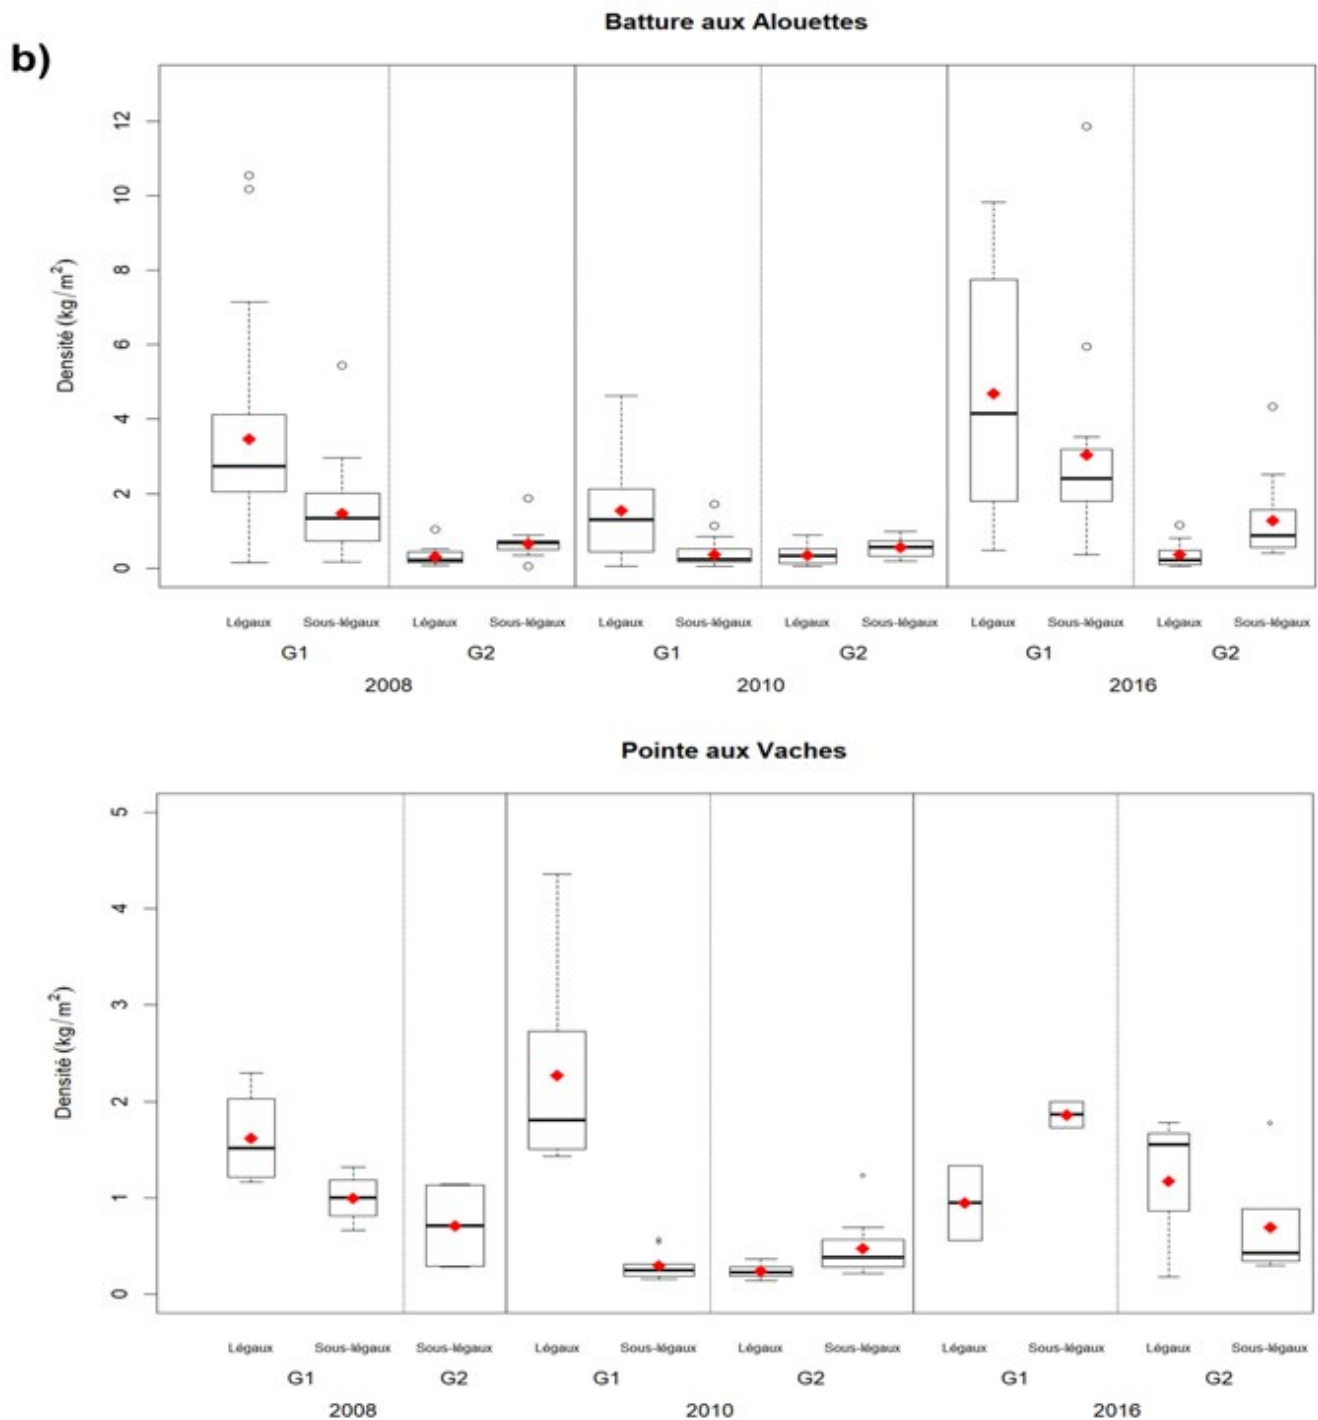 Batture aux Alouettes
b)
12
10
8
6
4
2
0
Densité (kg/m²)
Légaux Sous-légaux Légaux Sous-légaux Légaux Sous-légaux Légaux Sous-légaux Légaux Sous-légaux Légaux Sous-légaux
G1 G2 G1 G2 G1 G2
2008 2010 2016
Pointe aux Vaches
5
4
3
2
1
0
Densité (kg/m²)
Légaux Sous-légaux Sous-légaux Légaux Sous-légaux Légaux Sous-légaux Légaux Sous-légaux Légaux Sous-légaux
G1 G2 G1 G2 G1 G2
2008 2010 2016